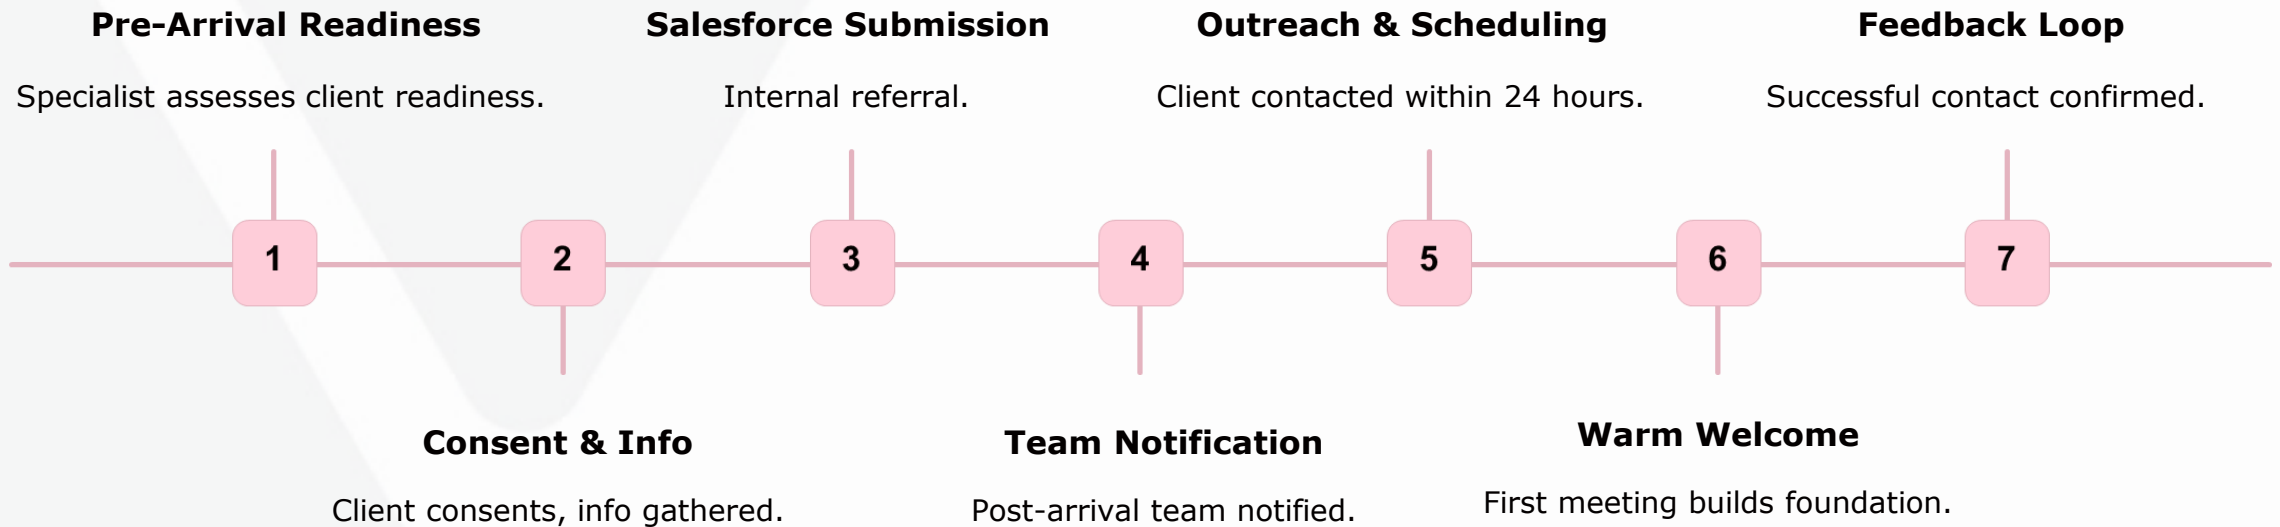 Pre-Arrival Readiness
Specialist assesses client readiness.
1
Consent & Info
Client consents, info gathered.
2
Salesforce Submission
Internal referral.
3
Team Notification
Post-arrival team notified.
4
Outreach & Scheduling
Client contacted within 24 hours.
5
Warm Welcome
First meeting builds foundation.
6
Feedback Loop
Successful contact confirmed.
7